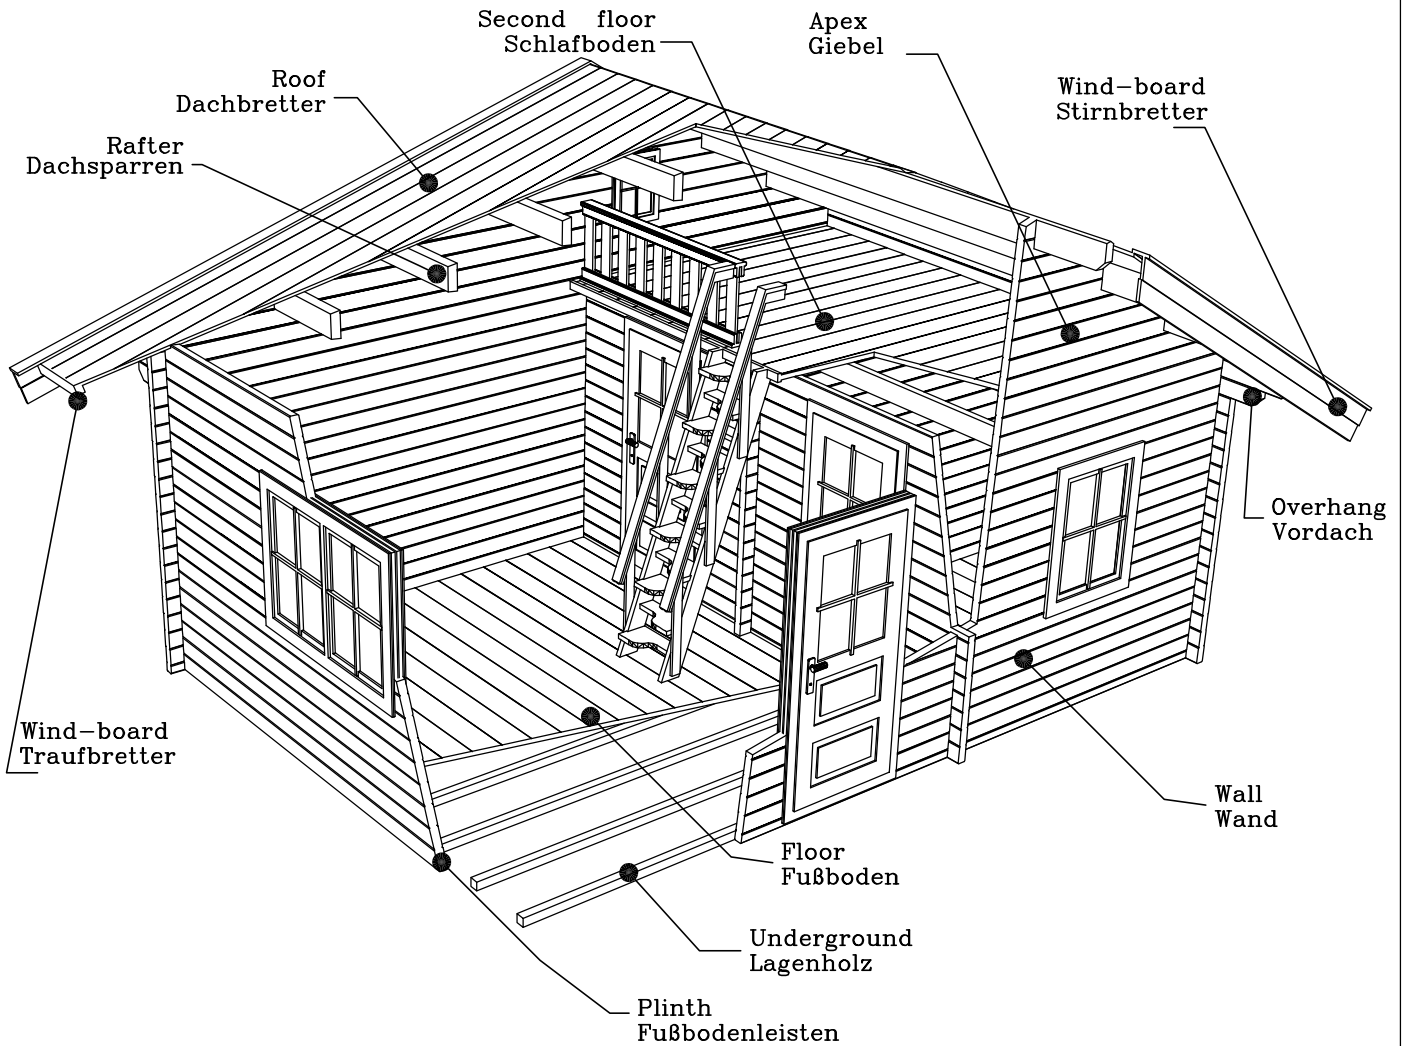 Second floor
Schlafboden
Apex
Giebel
Roof
Dachbretter
Wind-board
Stirnbretter
Rafter
Dachsparren
Overhang
Vordach
Wind-board
Traufbretter
Wall
Wand
Floor
Fußboden
Underground
Lagenholz
Plinth
Fußbodenleisten